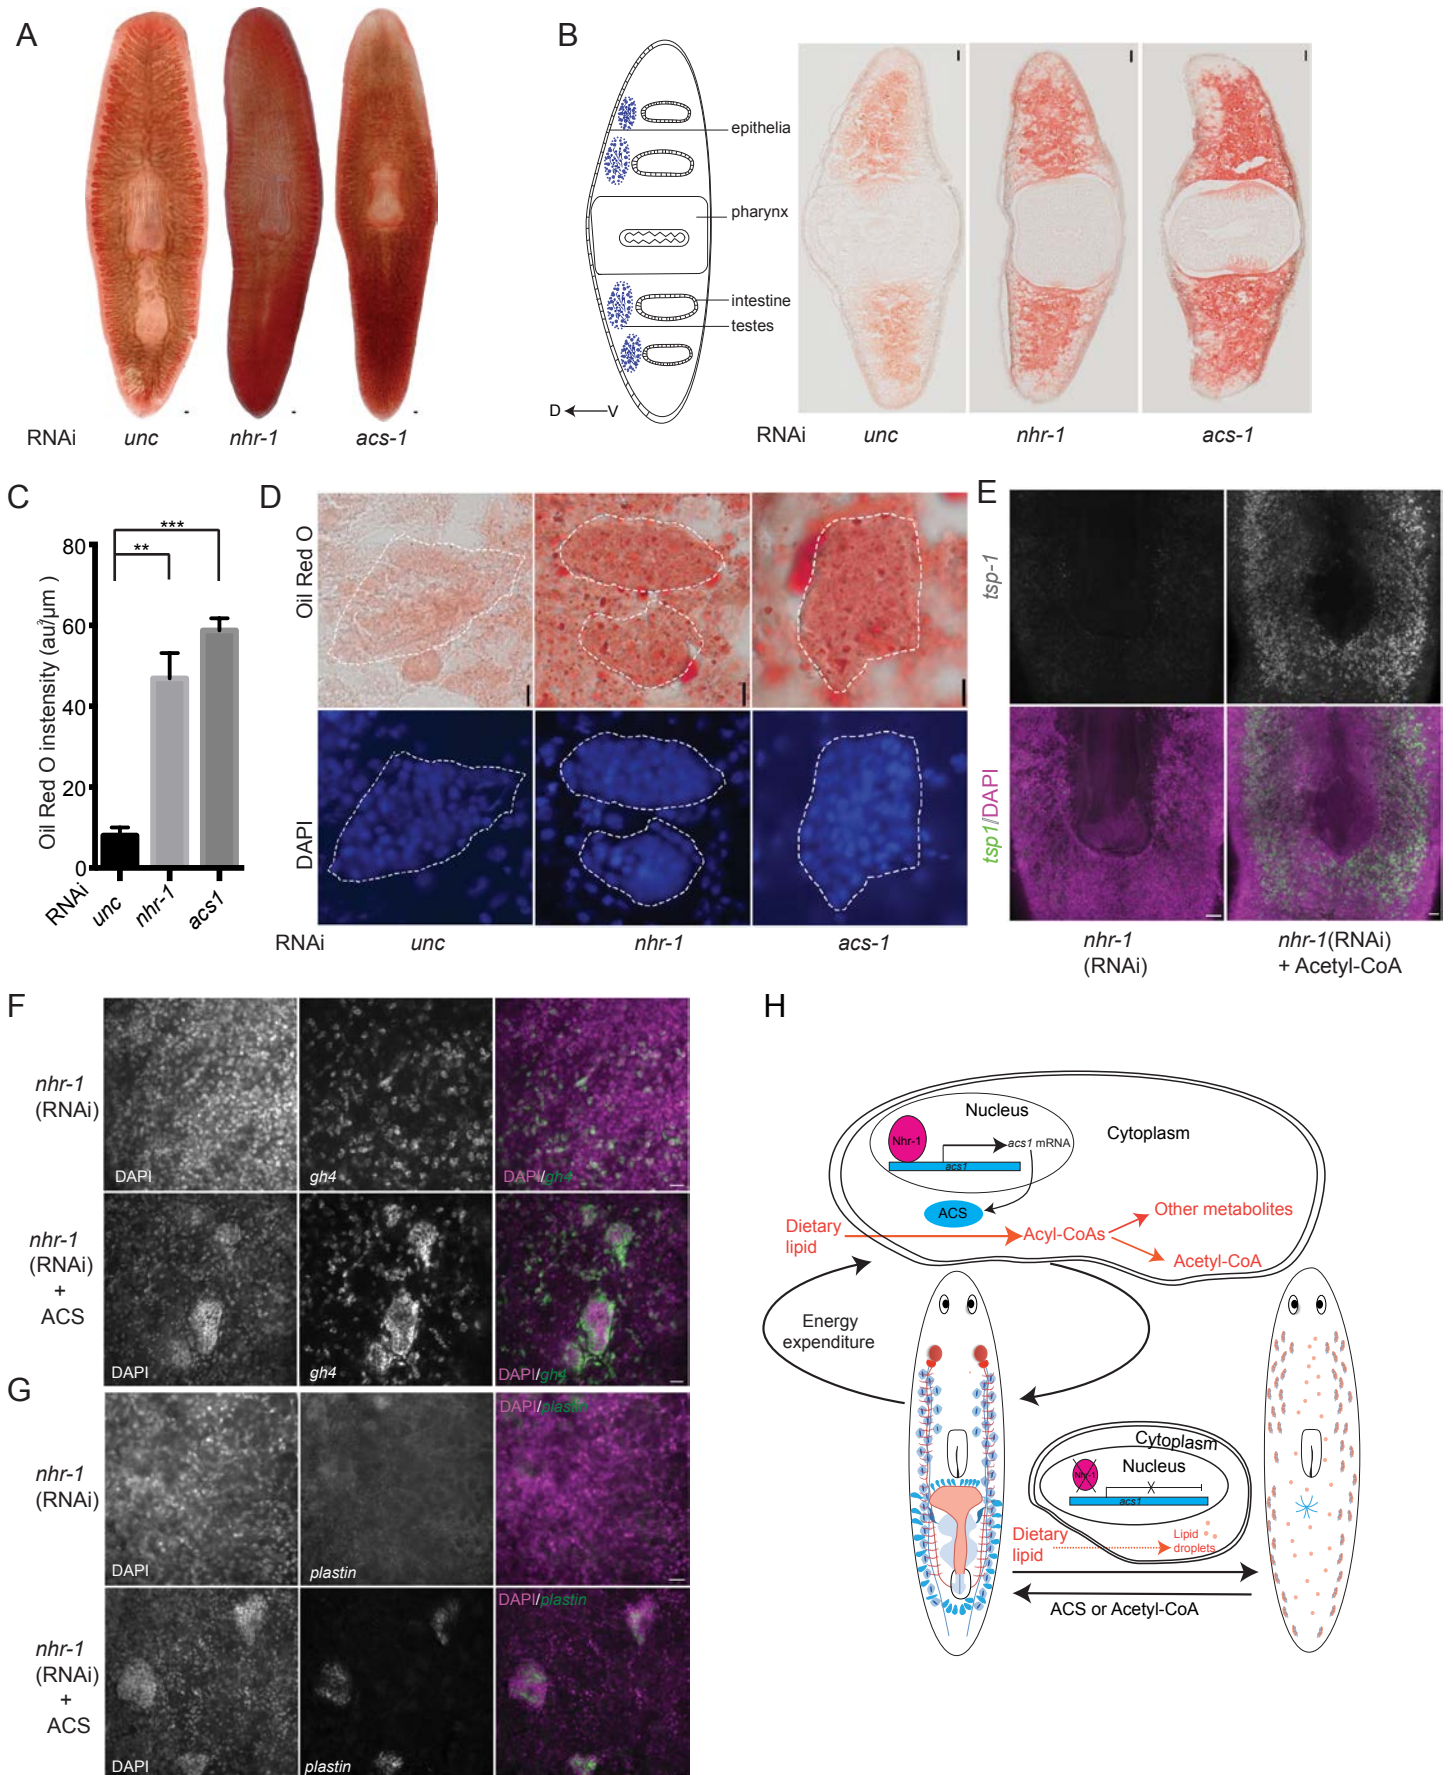 A
RNAi
unc
nhr-1
acs-1
B
epithelia
pharynx
intestine
testes
D
V
RNAi
unc
nhr-1
acs-1
C
***
**
80
60
40
20
0
Oil Red O instensity (au/µm²)
RNAi
unc
nhr-1
acs1
D
Oil Red O
DAPI
RNAi
unc
nhr-1
acs-1
E
tsp-1
tsp1/DAPI
nhr-1
(RNAi)
nhr-1(RNAi)
+ Acetyl-CoA
F
nhr-1
(RNAi)
DAPI
gh4
DAPI/gh4
nhr-1
(RNAi)
+
ACS
DAPI
gh4
DAPI/gh4
G
nhr-1
(RNAi)
DAPI
plastin
DAPI/plastin
nhr-1
(RNAi)
+
ACS
DAPI
plastin
DAPI/plastin
H
Nucleus
Cytoplasm
Nhr-1
acs1 mRNA
acs1
ACS
Dietary
lipid
Acyl-CoAs
Other metabolites
Acetyl-CoA
Energy
expenditure
Cytoplasm
Nucleus
Nhr-1
acs1
Dietary
lipid
Lipid
droplets
ACS or Acetyl-CoA